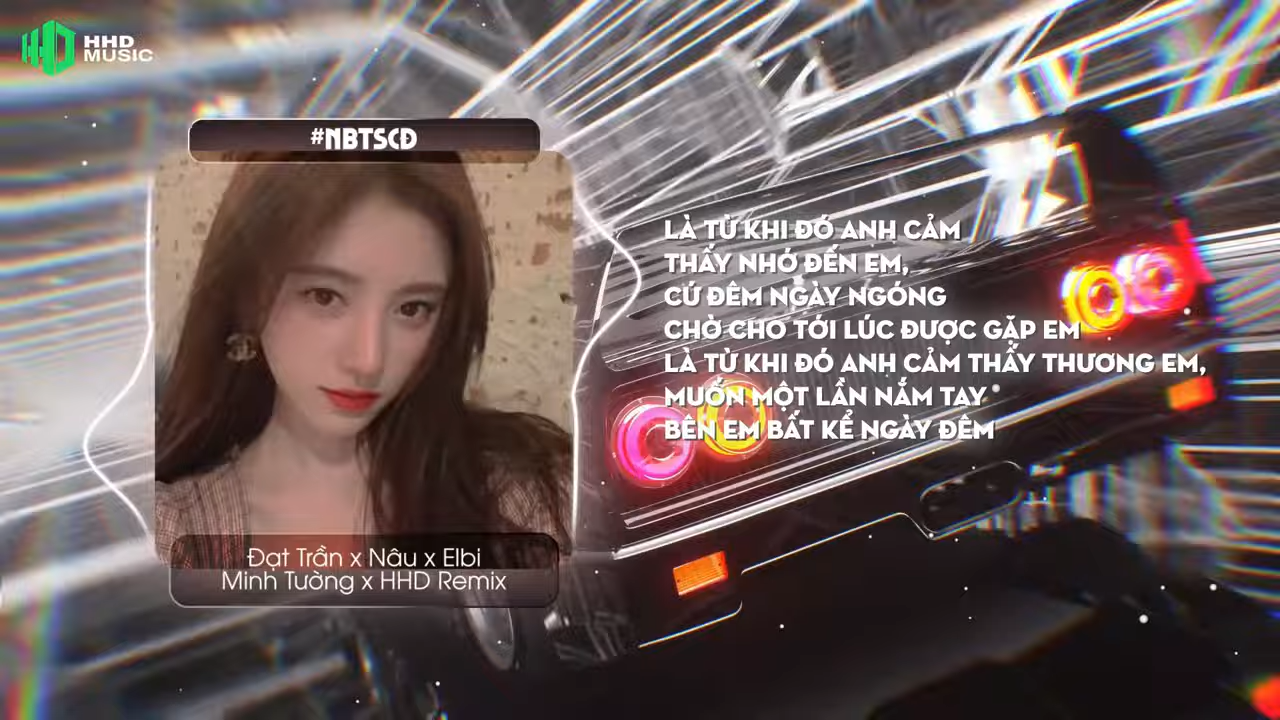 HHD
MUSIC
#NBTSCD
LÀ TỪ KHI ĐÓ ANH CẢM
THẤY NHỚ ĐẾN EM,
CỨ ĐÊM NGÀY NGÓNG
CHỜ CHO TỚI LÚC ĐƯỢC GẶP EM
LÀ TỪ KHI ĐÓ ANH CẢM THẤY THƯƠNG EM,
MUỐN MỘT LẦN NẮM TAY
BÊN EM BẤT KỂ NGÀY ĐÊM
Đạt Trần x Nâu x Elbi
Minh Tường x HHD Remix